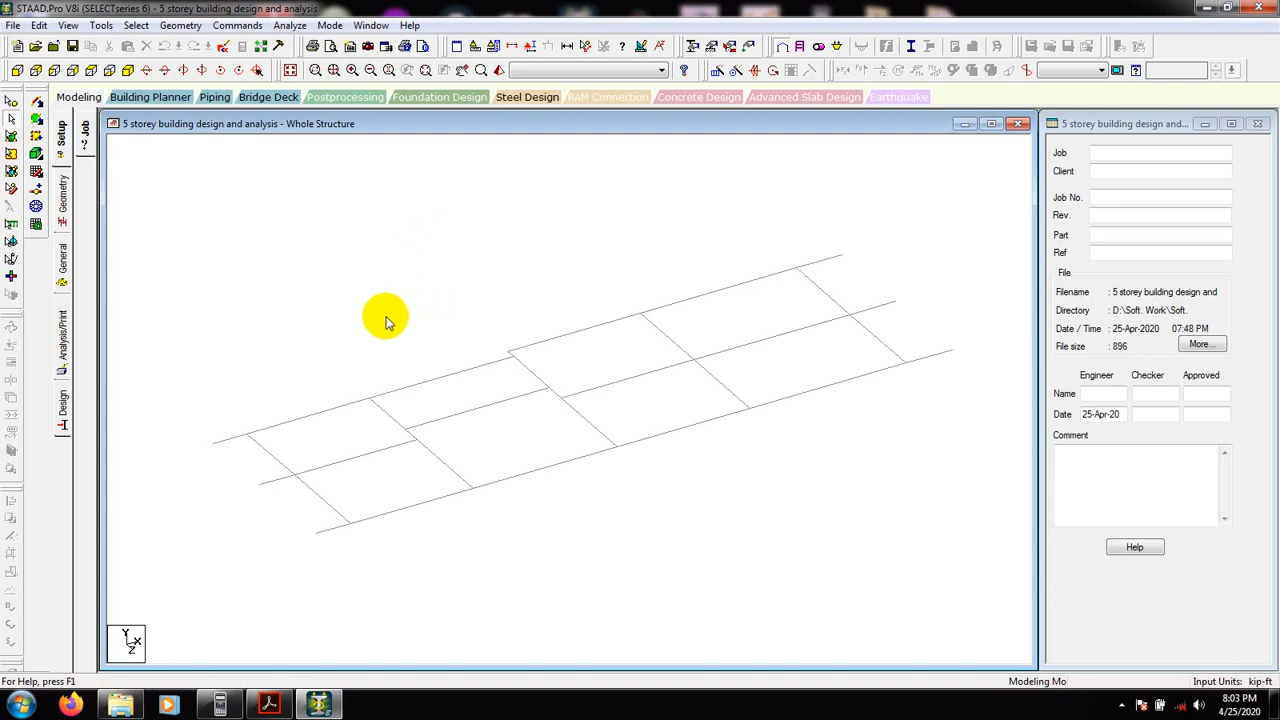 STAAD.Pro V8i (SELECTseries 6) - 5 storey building design and analysis
File Edit View Tools Select Geometry Commands Analyze Mode Window Help
Modeling Building Planner Piping Bridge Deck Postprocessing Foundation Design Steel Design RAM Connection Concrete Design Advanced Slab Design Earthquake
5 storey building design and analysis - Whole Structure
5 storey building design and...
Setup
Job
Geometry
General
Analysis/Print
Design
Job
Client
Job No.
Rev.
Part
Ref
File
Filename : 5 storey building design and
Directory : D:\Soft. Work\Soft.
Date / Time : 25-Apr-2020 07:48 PM
File size : 896 More...
Engineer Checker Approved
Name
Date 25-Apr-20
Comment
Help
Y
X
Z
For Help, press F1
Modeling Mo
Input Units: kip-ft
8:03 PM
4/25/2020